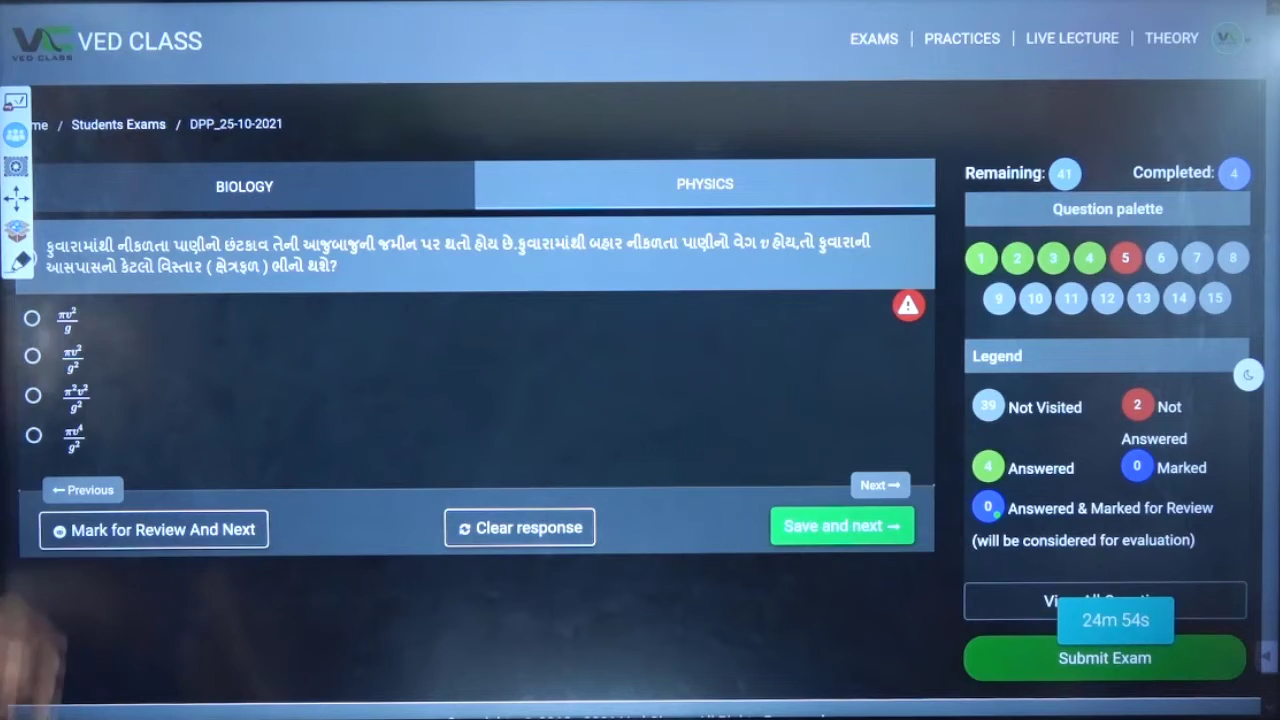 VED CLASS
VED CLASS
EXAMS | PRACTICES | LIVE LECTURE | THEORY
/ Students Exams / DPP_25-10-2021
BIOLOGY
PHYSICS
કુવારામાંથી નીકળતા પાણીનો છંટકાવ તેની આજુબાજુની જમીન પર થતો હોય છે.કુવારામાંથી બહાર નીકળતા પાણીનો વેગ v હોય,તો કુવારાની
આસપાસનો કેટલો વિસ્તાર ( ક્ષેત્રફળ ) ભીનો થશે?
πv²/g
πv²/g²
π²v²/g²
πv⁴/g²
← Previous
Next →
Mark for Review And Next
Clear response
Save and next →
Remaining: 41
Completed: 4
Question palette
1 2 3 4 5 6 7 8
9 10 11 12 13 14 15
Legend
39 Not Visited
2 Not Answered
4 Answered
0 Marked
0 Answered & Marked for Review
(will be considered for evaluation)
24m 54s
Submit Exam